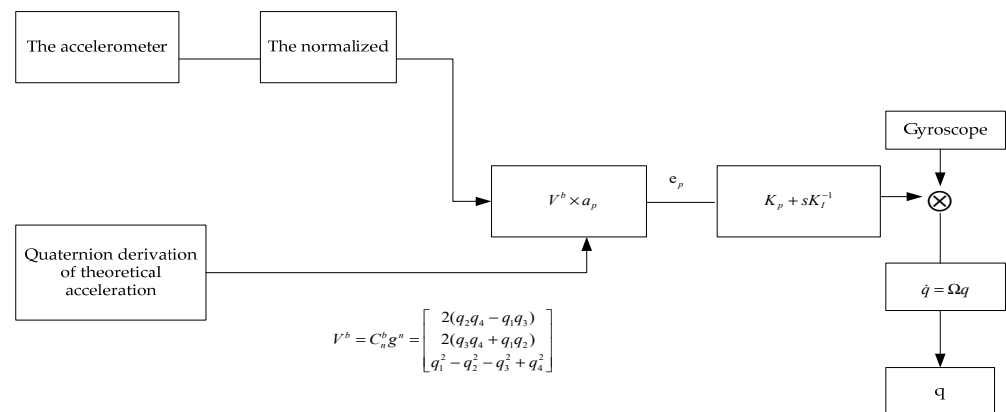 The accelerometer
The normalized
Gyroscope
V^b × a_p
e_p
K_p + sK_I^{-1}
Quaternion derivation
of theoretical
acceleration
q̇ = Ωq
V^b = C_n^b g^n = [2(q_2q_4 − q_1q_3)
2(q_3q_4 + q_1q_2)
q_1^2 − q_2^2 − q_3^2 + q_4^2]
q